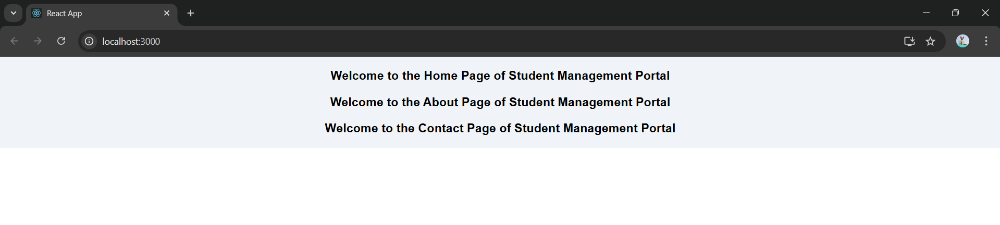 React App
localhost:3000
Welcome to the Home Page of Student Management Portal
Welcome to the About Page of Student Management Portal
Welcome to the Contact Page of Student Management Portal